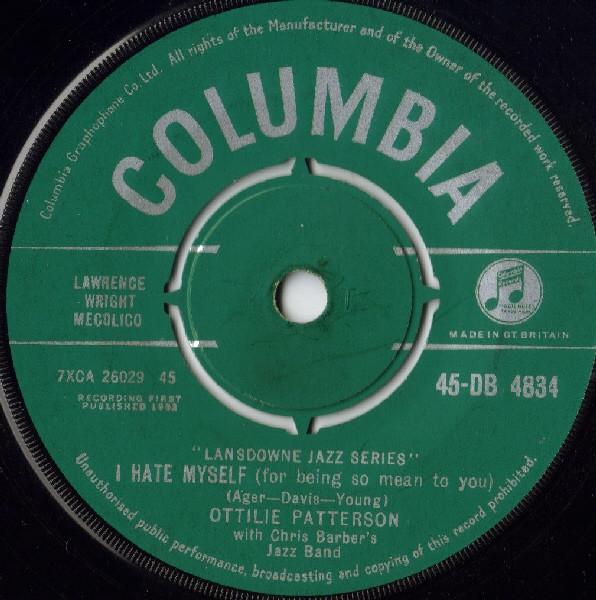 Columbia Graphophone Co. Ltd. All rights of the Manufacturer and of the Owner of the recorded work reserved.
COLUMBIA
LAWRENCE
WRIGHT
MECOLICO
MADE IN GT. BRITAIN
7XCA 26029 45
RECORDING FIRST
PUBLISHED 1962
45-DB 4834
"LANSDOWNE JAZZ SERIES"
I HATE MYSELF (for being so mean to you)
(Ager—Davis—Young)
OTTILIE PATTERSON
with Chris Barber's
Jazz Band
Unauthorised public performance, broadcasting and copying of this record prohibited.